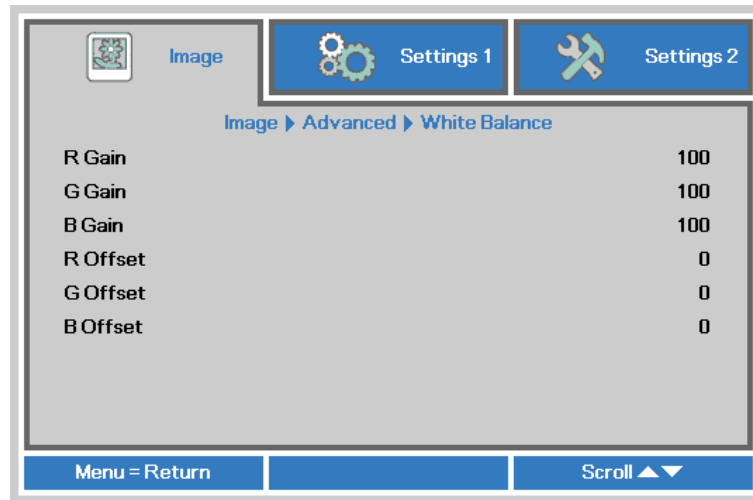 Image
Settings 1
Settings 2
Image ▶ Advanced ▶ White Balance
R Gain 100
G Gain 100
B Gain 100
R Offset 0
G Offset 0
B Offset 0
Menu = Return
Scroll ▲▼